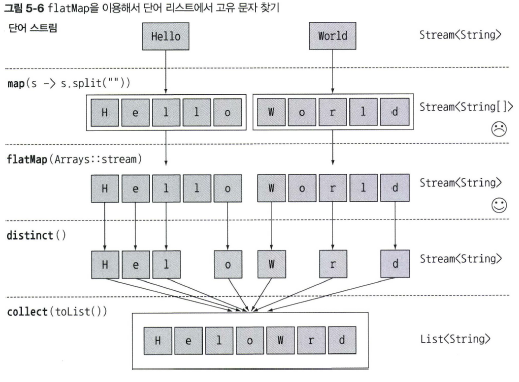 그림 5-6 flatMap을 이용해서 단어 리스트에서 고유 문자 찾기
단어 스트림
Hello World Stream<String>
map(s -> s.split(""))
H e l l o W o r l d Stream<String[]>
flatMap(Arrays::stream)
H e l l o W o r l d Stream<String>
distinct()
H e l o W r d Stream<String>
collect(toList())
H e l o W r d List<String>